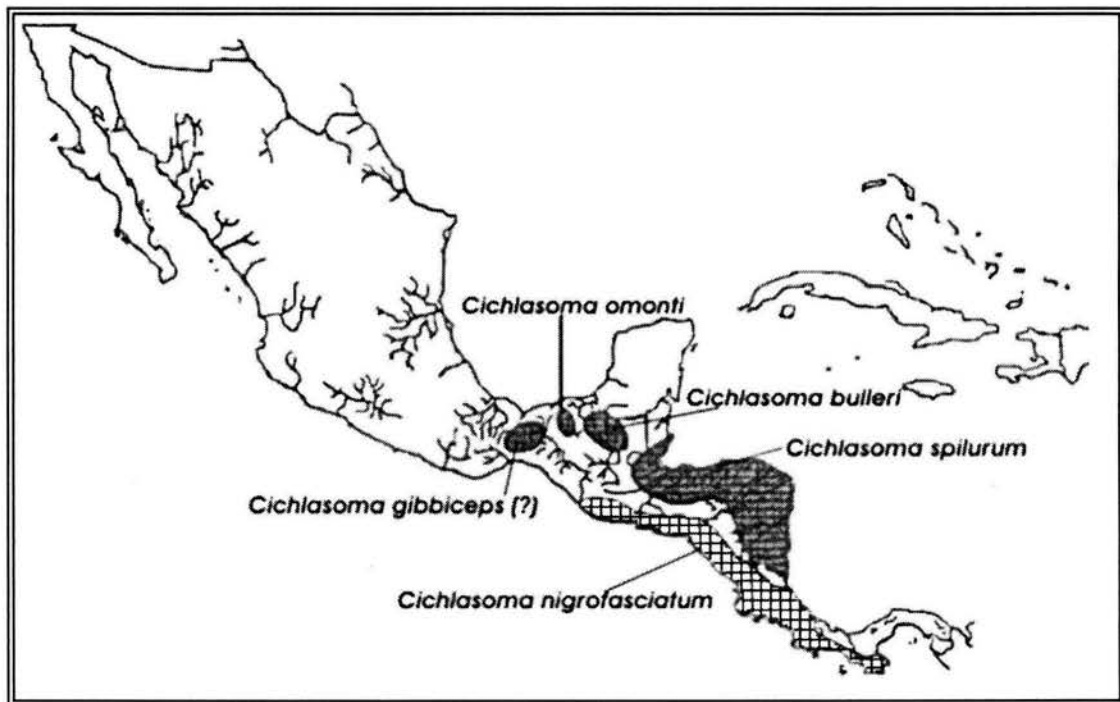 Cichlasoma omonti
Cichlasoma bulleri
Cichlasoma spilurum
Cichlasoma gibbiceps (?)
Cichlasoma nigrofasciatum